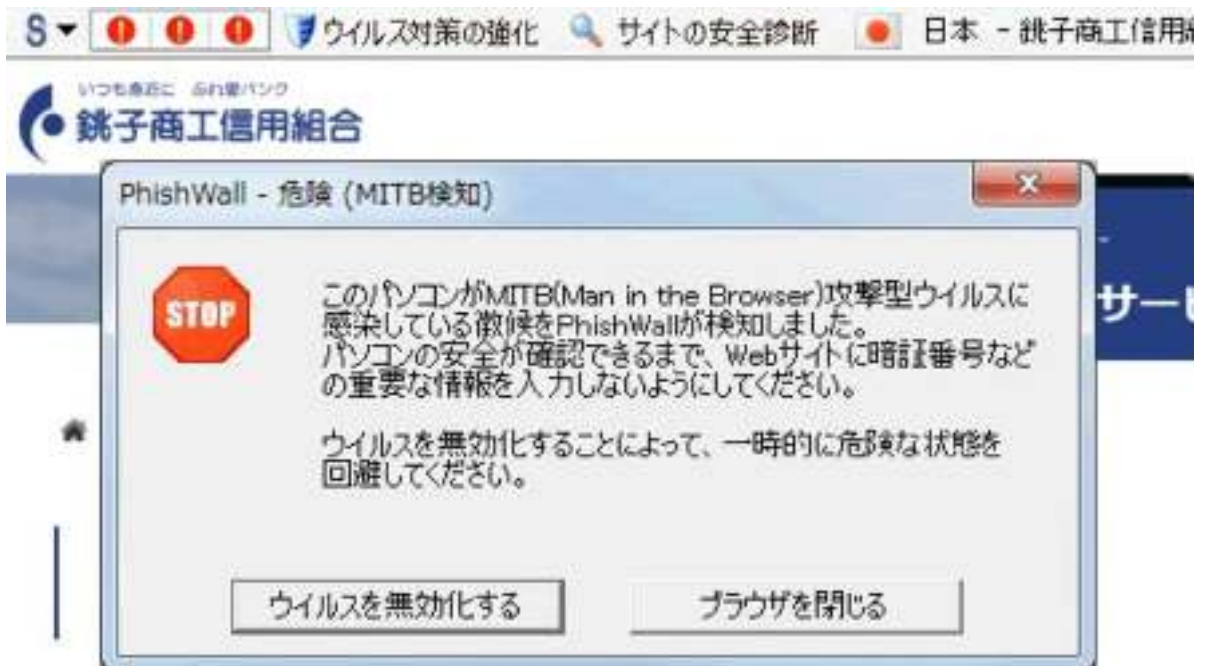 S
ウイルス対策の強化
サイトの安全診断
日本 - 銚子商工信用
いつも身近に ふれ愛バンク
銚子商工信用組合
PhishWall - 危険 (MITB検知)
STOP
このパソコンがMITB(Man in the Browser)攻撃型ウイルスに
感染している徴候をPhishWallが検知しました。
パソコンの安全が確認できるまで、Webサイトに暗証番号など
の重要な情報を入力しないようにしてください。
サービ
ウイルスを無効化することによって、一時的に危険な状態を
回避してください。
ウイルスを無効化する
ブラウザを閉じる